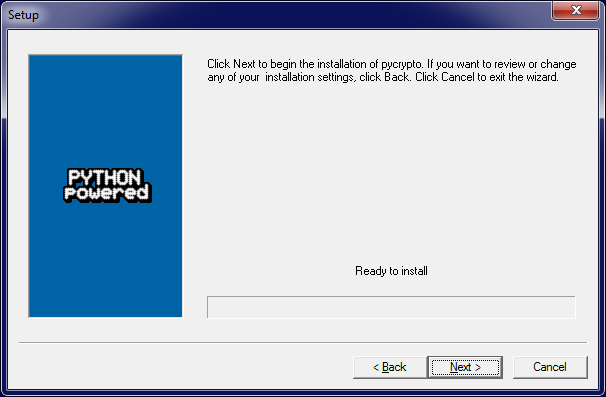 Setup
Click Next to begin the installation of pycrypto. If you want to review or change
any of your  installation settings, click Back. Click Cancel to exit the wizard.
PYTHON
powered
Ready to install
< Back
Next >
Cancel